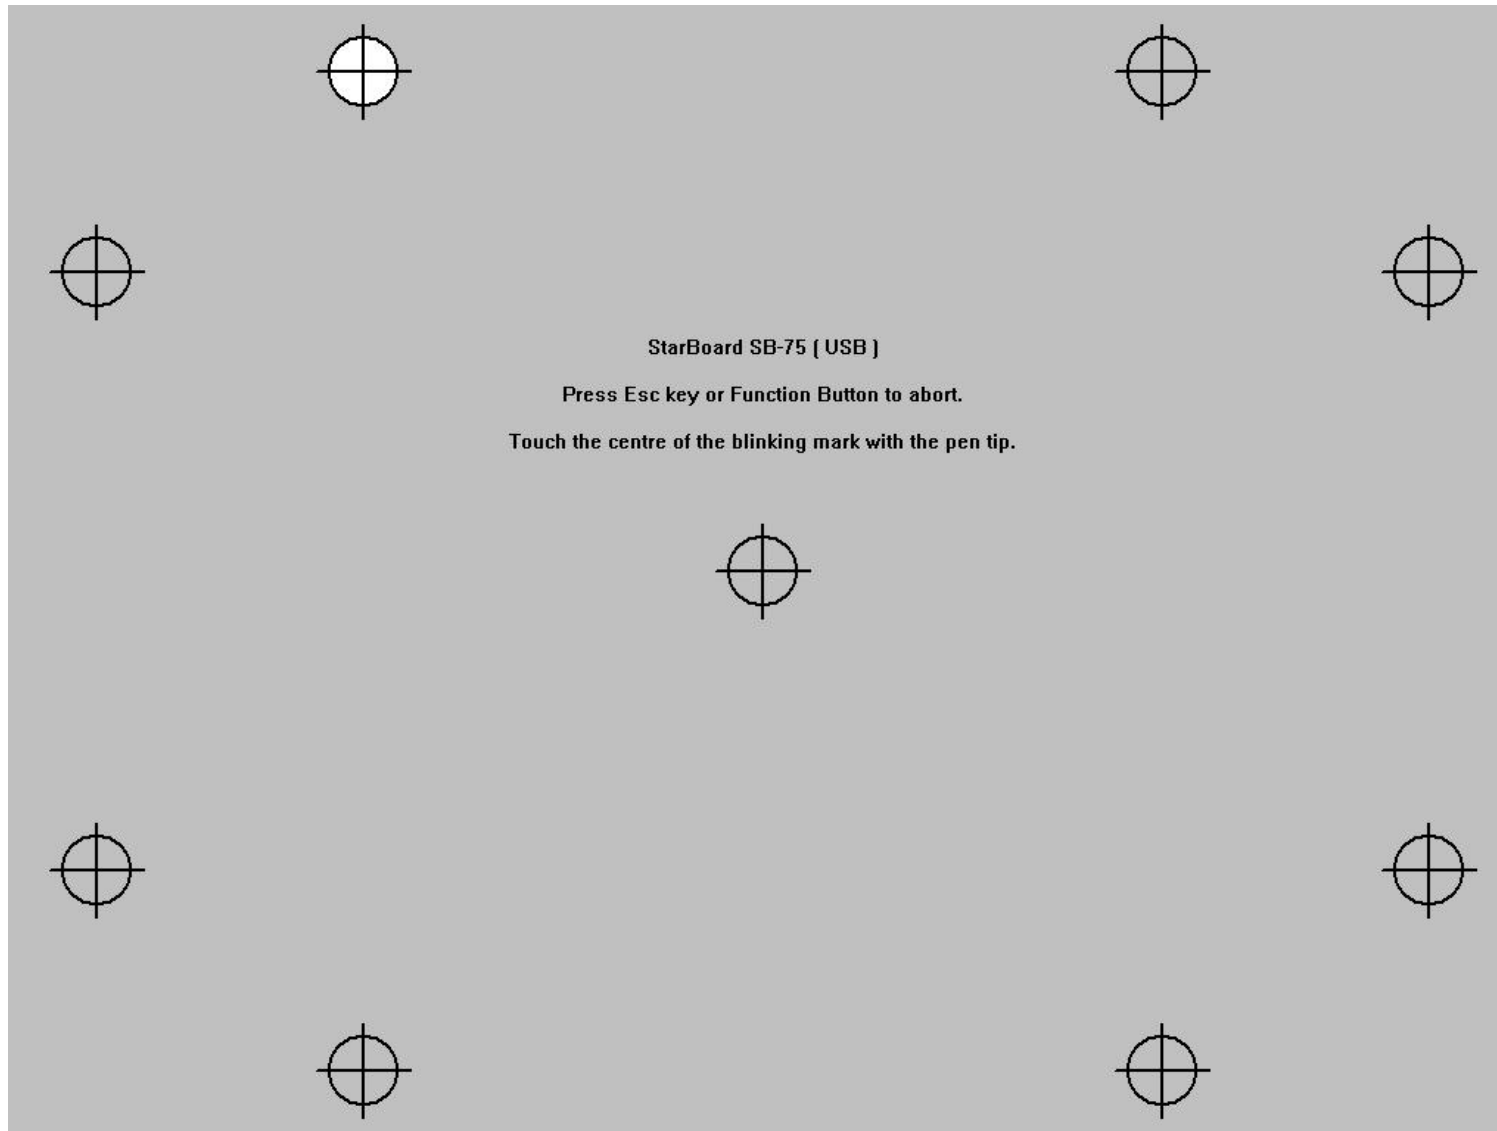 StarBoard SB-75 ( USB )
Press Esc key or Function Button to abort.
Touch the centre of the blinking mark with the pen tip.